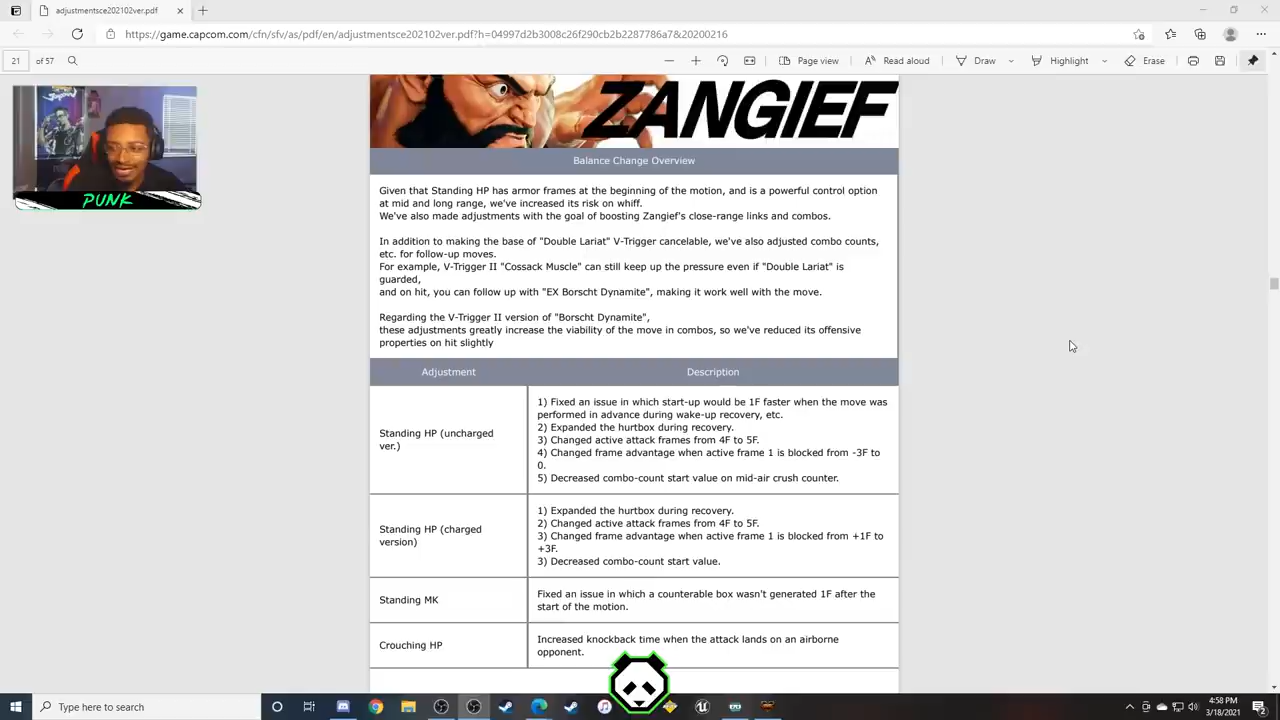 adjustmentsce202102ver.pdf
https://game.capcom.com/cfn/sfv/as/pdf/en/adjustmentsce202102ver.pdf?h=04997d2b3008c26f290cb2b2287786a7&20200216
21 of 57
Page view
Read aloud
Draw
Highlight
Erase
ZANGIEF
PUNK
Balance Change Overview
Given that Standing HP has armor frames at the beginning of the motion, and is a powerful control option
at mid and long range, we've increased its risk on whiff.
We've also made adjustments with the goal of boosting Zangief's close-range links and combos.
In addition to making the base of "Double Lariat" V-Trigger cancelable, we've also adjusted combo counts,
etc. for follow-up moves.
For example, V-Trigger II "Cossack Muscle" can still keep up the pressure even if "Double Lariat" is
guarded,
and on hit, you can follow up with "EX Borscht Dynamite", making it work well with the move.
Regarding the V-Trigger II version of "Borscht Dynamite",
these adjustments greatly increase the viability of the move in combos, so we've reduced its offensive
properties on hit slightly
Adjustment
Description
Standing HP (uncharged
ver.)
1) Fixed an issue in which start-up would be 1F faster when the move was
performed in advance during wake-up recovery, etc.
2) Expanded the hurtbox during recovery.
3) Changed active attack frames from 4F to 5F.
4) Changed frame advantage when active frame 1 is blocked from -3F to
0.
5) Decreased combo-count start value on mid-air crush counter.
Standing HP (charged
version)
1) Expanded the hurtbox during recovery.
2) Changed active attack frames from 4F to 5F.
3) Changed frame advantage when active frame 1 is blocked from +1F to
+3F.
3) Decreased combo-count start value.
Standing MK
Fixed an issue in which a counterable box wasn't generated 1F after the
start of the motion.
Crouching HP
Increased knockback time when the attack lands on an airborne
opponent.
Type here to search
4:58 PM
3/18/2021